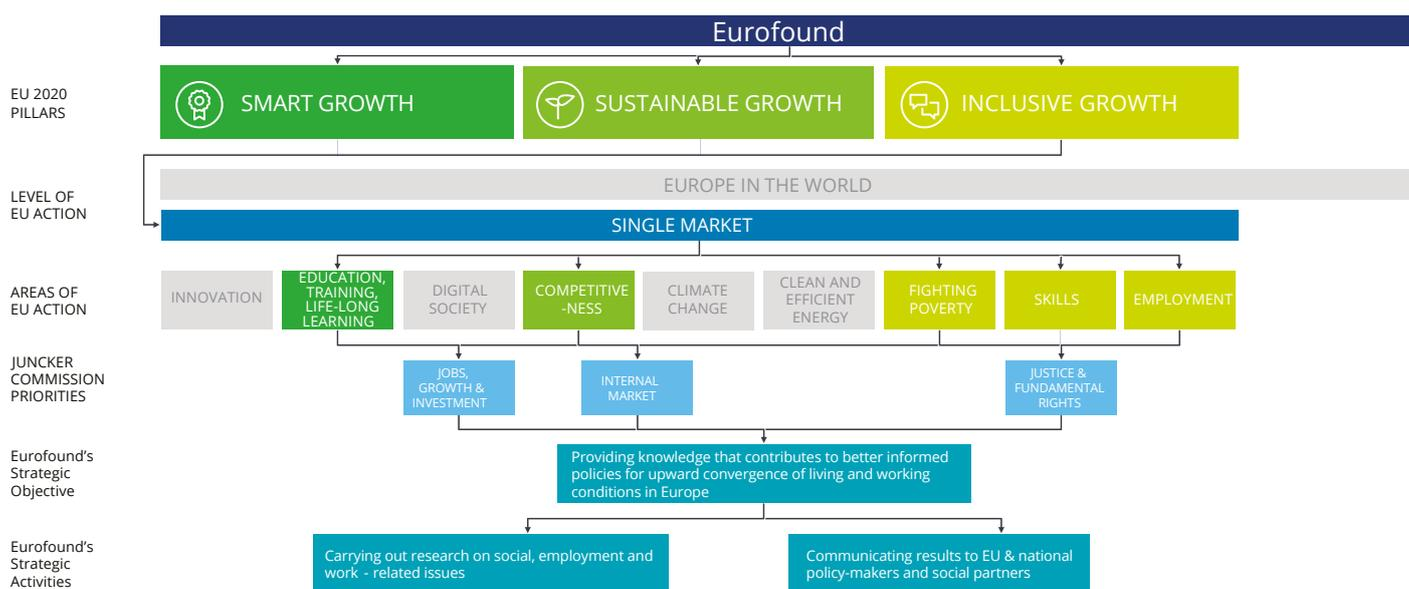 Eurofound
EU 2020
PILLARS
SMART GROWTH
SUSTAINABLE GROWTH
INCLUSIVE GROWTH
LEVEL OF
EU ACTION
EUROPE IN THE WORLD
SINGLE MARKET
AREAS OF
EU ACTION
INNOVATION
EDUCATION,
TRAINING,
LIFE-LONG
LEARNING
DIGITAL
SOCIETY
COMPETITIVE
-NESS
CLIMATE
CHANGE
CLEAN AND
EFFICIENT
ENERGY
FIGHTING
POVERTY
SKILLS
EMPLOYMENT
JUNCKER
COMMISSION
PRIORITIES
JOBS,
GROWTH &
INVESTMENT
INTERNAL
MARKET
JUSTICE &
FUNDAMENTAL
RIGHTS
Eurofound’s
Strategic
Objective
Providing knowledge that contributes to better informed
policies for upward convergence of living and working
conditions in Europe
Eurofound’s
Strategic
Activities
Carrying out research on social, employment and
work - related issues
Communicating results to EU & national
policy-makers and social partners